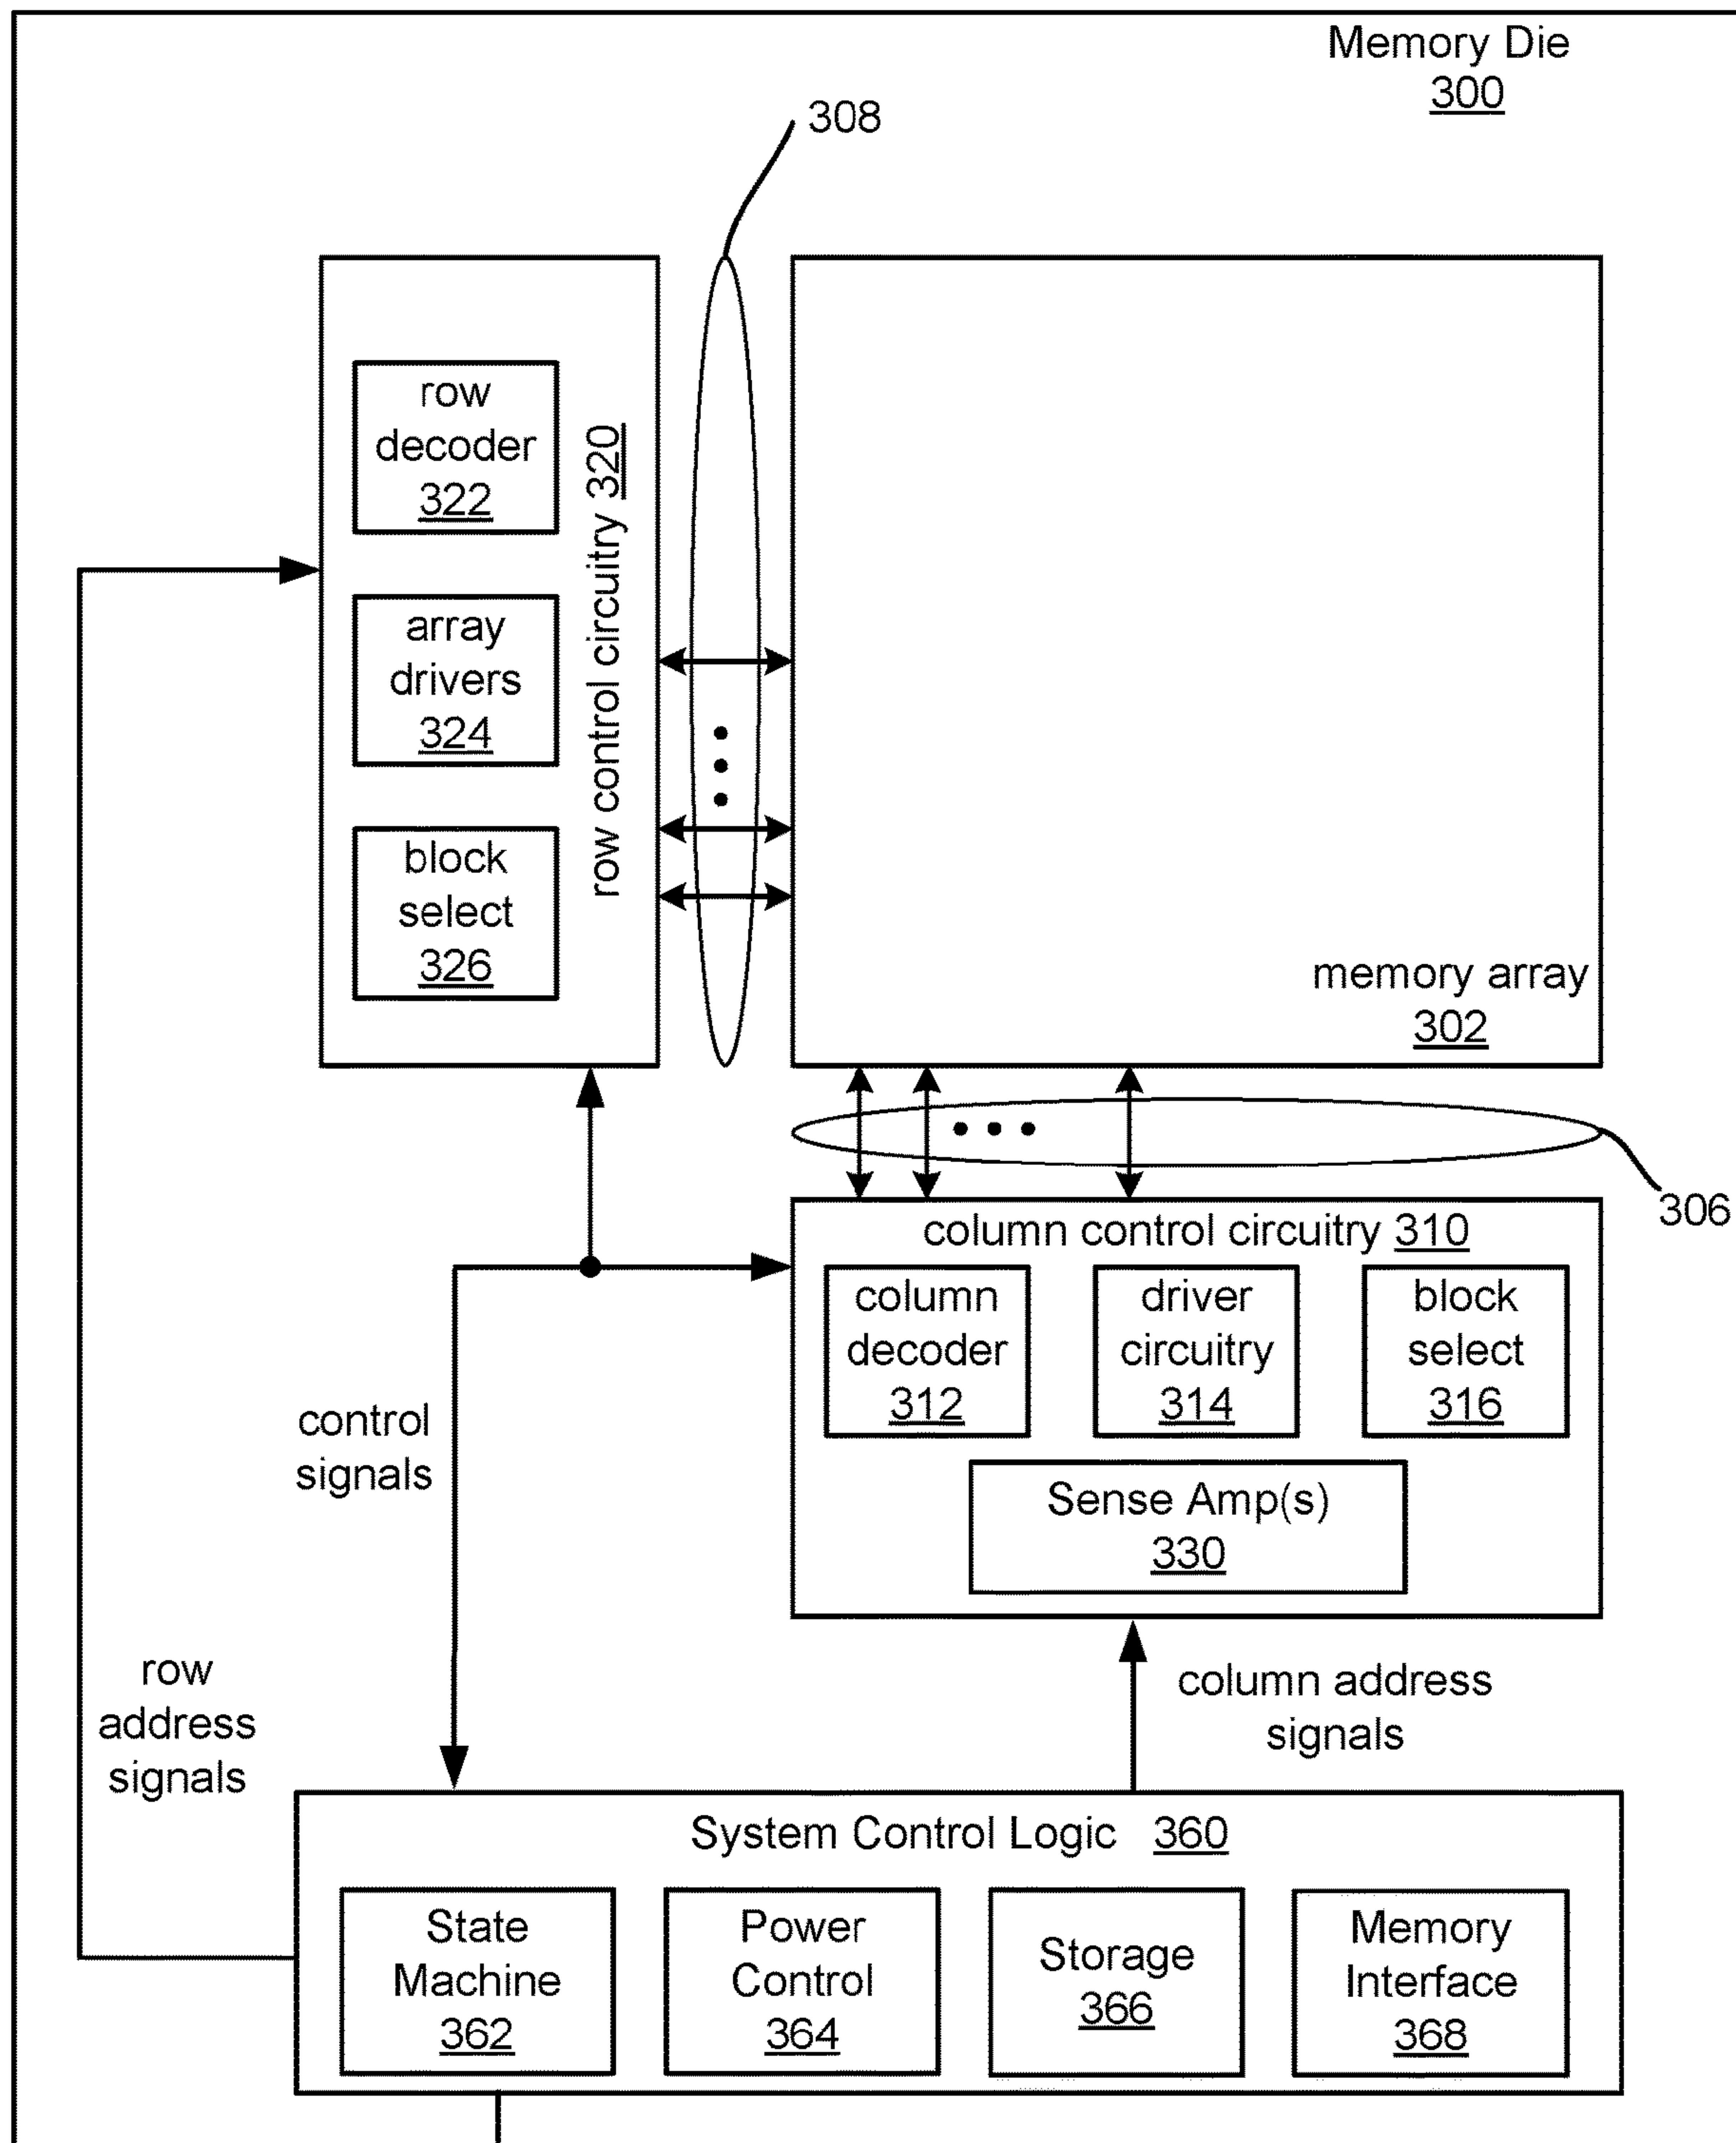 Memory Die
300
308
row
decoder
322
array
drivers
324
block
select
326
row control circuitry 320
memory array
302
306
column control circuitry 310
column
decoder
312
driver
circuitry
314
block
select
316
Sense Amp(s)
330
control
signals
row
address
signals
column address
signals
System Control Logic 360
State
Machine
362
Power
Control
364
Storage
366
Memory
Interface
368